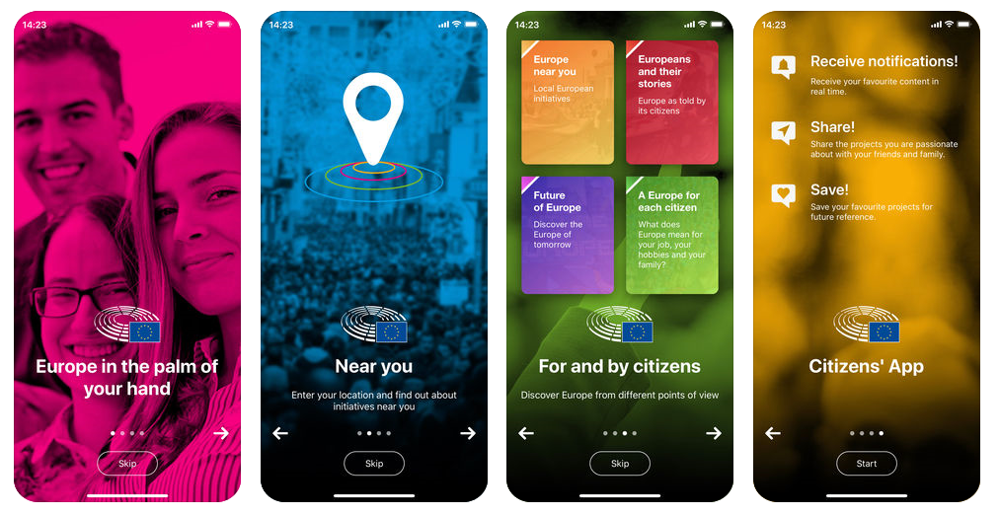 14:23
Europe in the palm of
your hand
Skip
14:23
Near you
Enter your location and find out about
initiatives near you
Skip
14:23
Europe
near you
Local European
initiatives
Europeans
and their
stories
Europe as told by
its citizens
Future
of Europe
Discover the
Europe of
tomorrow
A Europe for
each citizen
What does
Europe mean for
your job, your
hobbies and your
family?
For and by citizens
Discover Europe from different points of view
Skip
14:23
Receive notifications!
Receive your favourite content in
real time.
Share!
Share the projects you are passionate
about with your friends and family.
Save!
Save your favourite projects for
future reference.
Citizens' App
Start